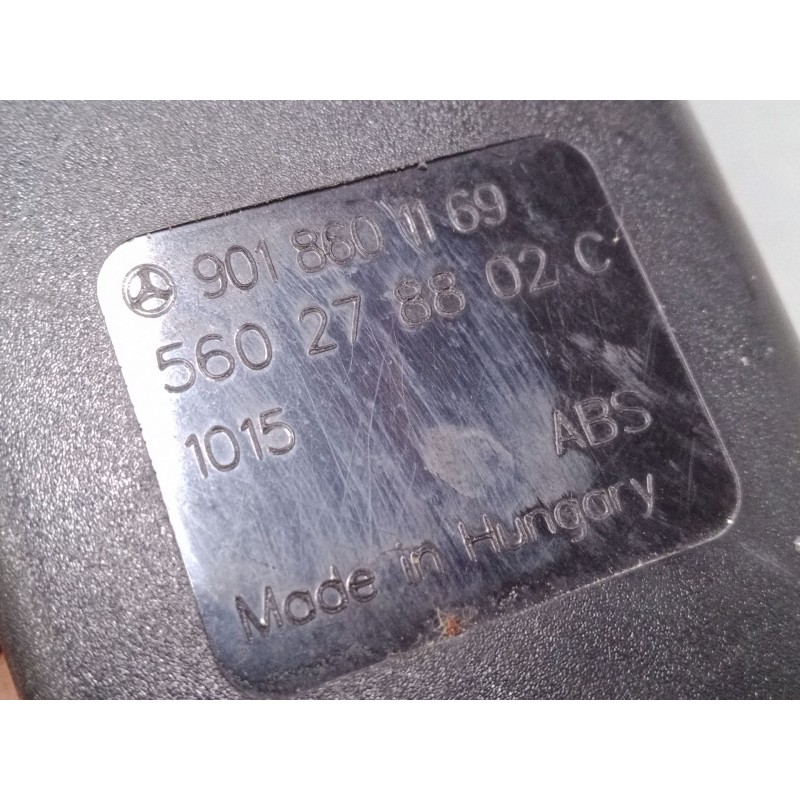 901 860 11 69
560 27 88 02 C
1015 ABS
Made in Hungary